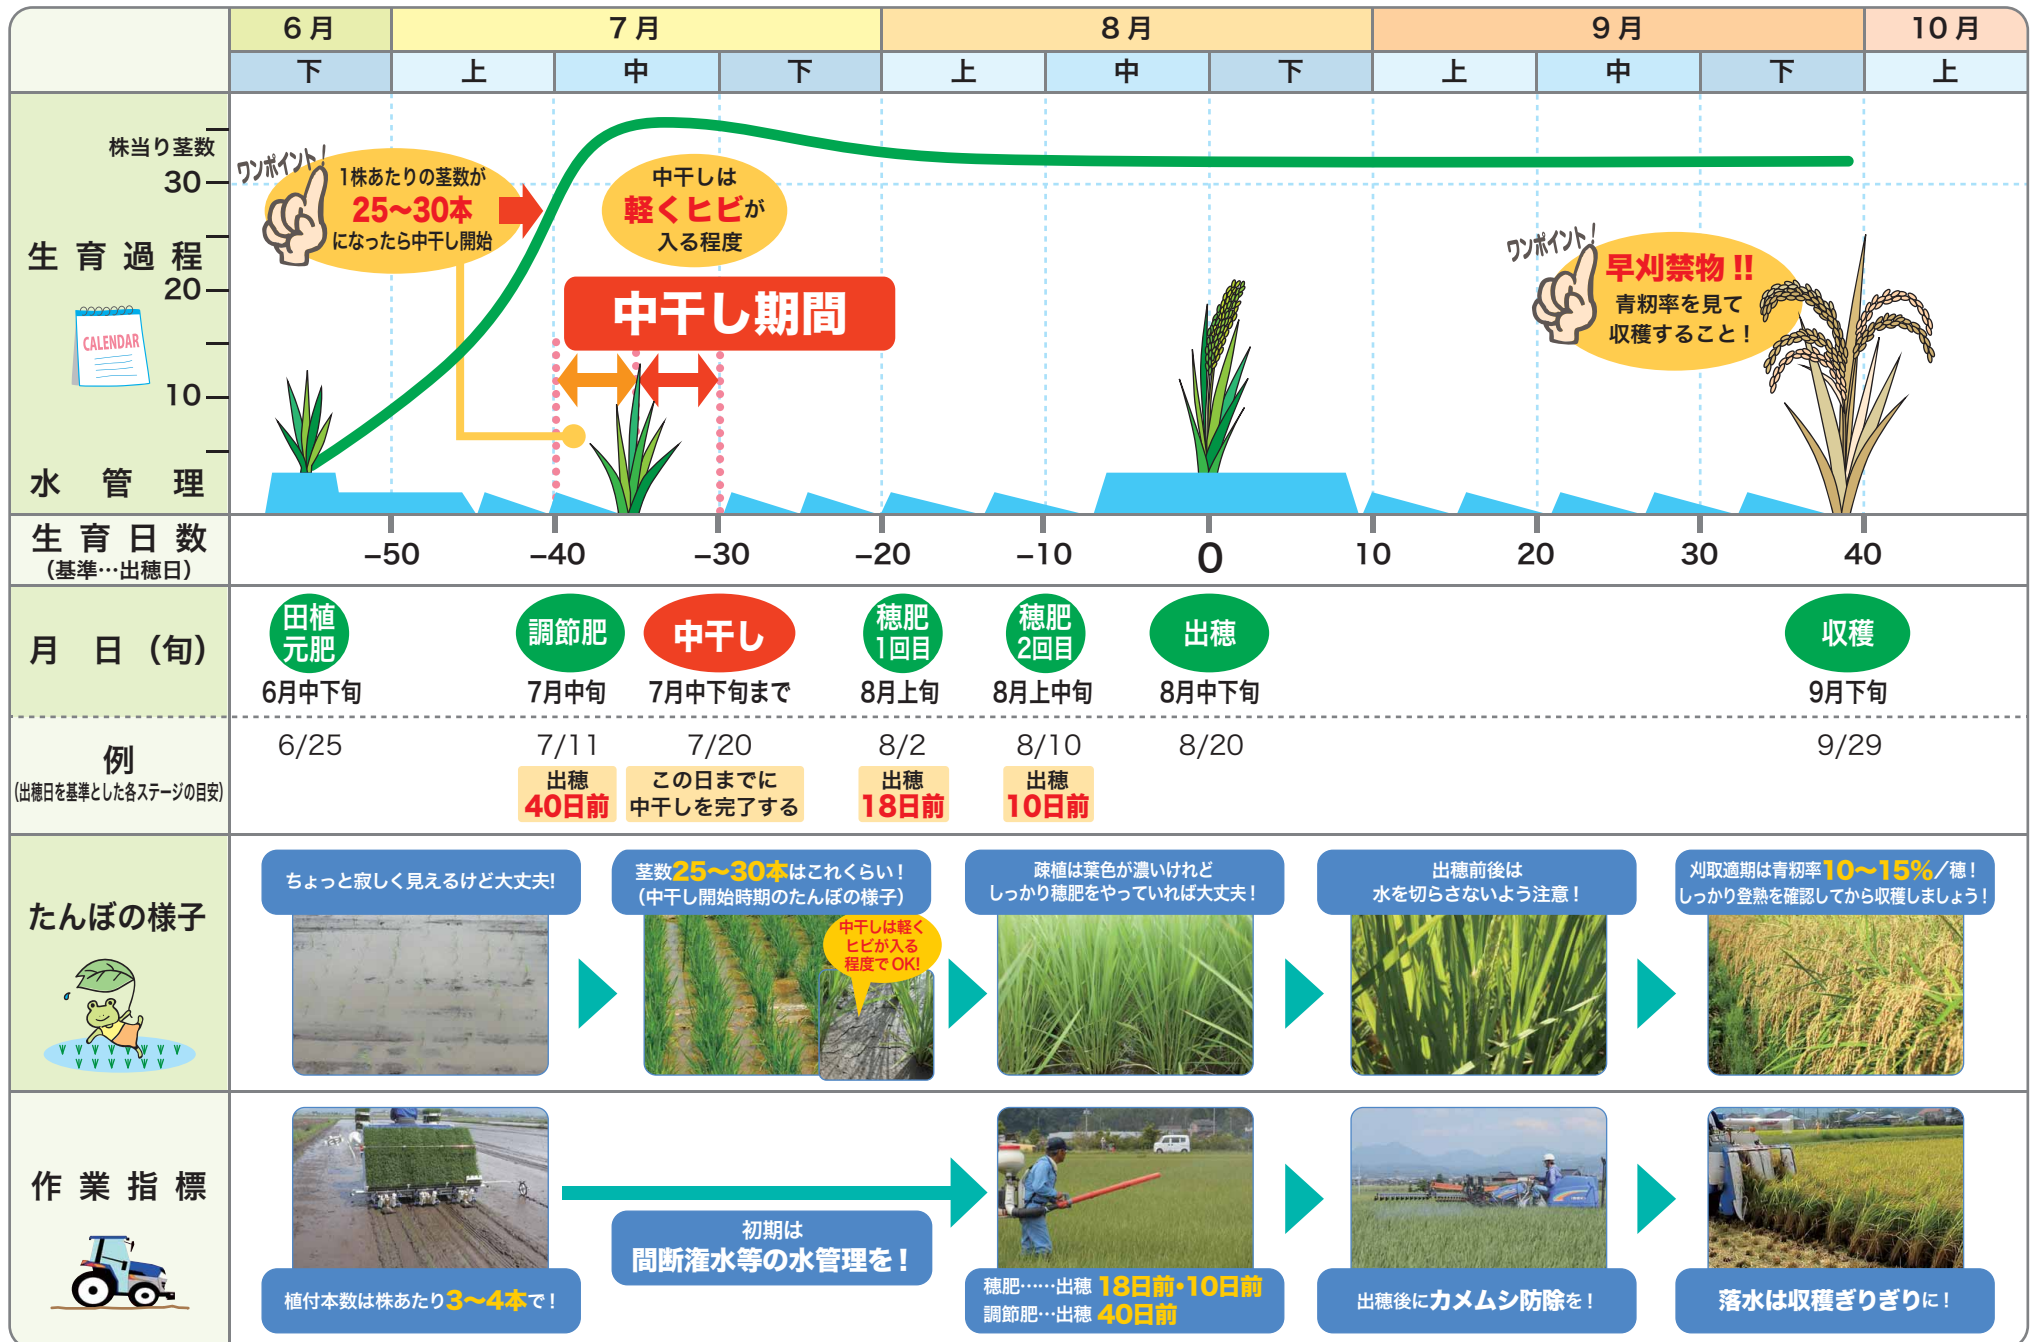 6月
7月
8月
9月
10月
下
上
中
下
上
中
下
上
中
下
上
株当り茎数
30
20
10
生育過程
CALENDAR
水管理
ワンポイント!
1株あたりの茎数が
25〜30本
になったら中干し開始
中干しは
軽くヒビが
入る程度
中干し期間
ワンポイント!
早刈禁物!!
青籾率を見て
収穫すること!
生育日数
(基準…出穂日)
−50
−40
−30
−20
−10
0
10
20
30
40
月日(旬)
田植
元肥
6月中下旬
調節肥
7月中旬
中干し
7月中下旬まで
穂肥
1回目
8月上旬
穂肥
2回目
8月上中旬
出穂
8月中下旬
収穫
9月下旬
例
(出穂日を基準とした各ステージの目安)
6/25
7/11
出穂
40日前
7/20
この日までに
中干しを完了する
8/2
出穂
18日前
8/10
出穂
10日前
8/20
9/29
たんぼの様子
ちょっと寂しく見えるけど大丈夫!
茎数25〜30本はこれくらい!
(中干し開始時期のたんぼの様子)
中干しは軽く
ヒビが入る
程度でOK!
疎植は葉色が濃いけれど
しっかり穂肥をやっていれば大丈夫!
出穂前後は
水を切らさないよう注意!
刈取適期は青籾率10〜15%/穂!
しっかり登熟を確認してから収穫しましょう!
作業指標
植付本数は株あたり3〜4本で!
初期は
間断潅水等の水管理を!
穂肥……出穂 18日前・10日前
調節肥…出穂 40日前
出穂後にカメムシ防除を!
落水は収穫ぎりぎりに!